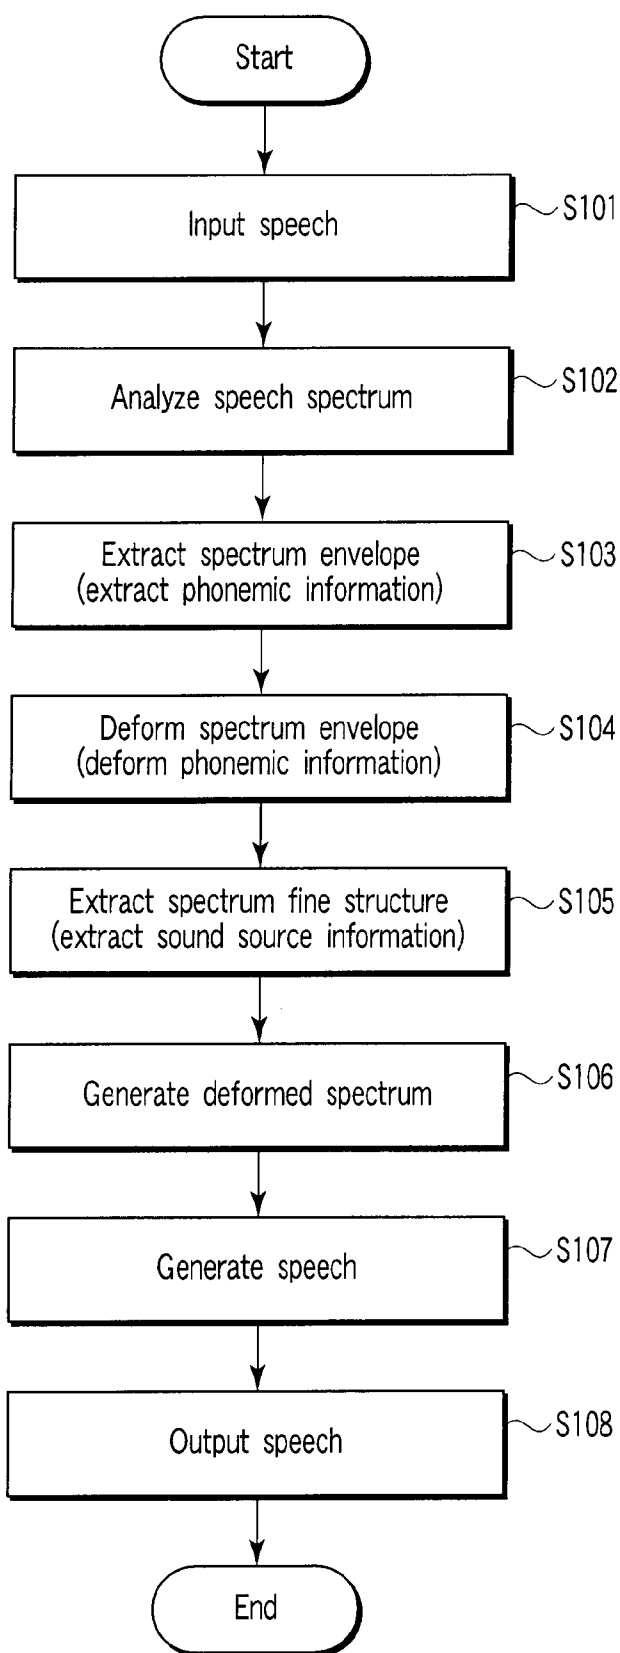 Start
Input speech
S101
Analyze speech spectrum
S102
Extract spectrum envelope
(extract phonemic information)
S103
Deform spectrum envelope
(deform phonemic information)
S104
Extract spectrum fine structure
(extract sound source information)
S105
Generate deformed spectrum
S106
Generate speech
S107
Output speech
S108
End